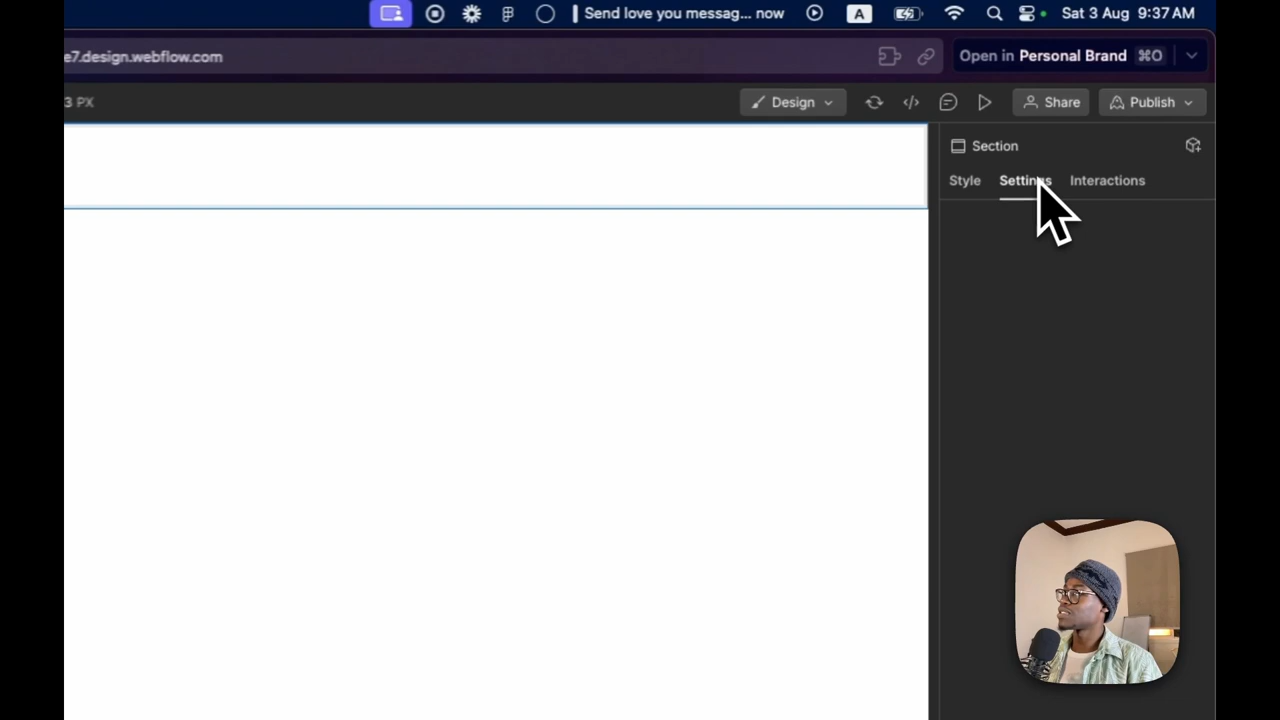 Send love you messag... now
A
Sat 3 Aug 9:37 AM
e7.design.webflow.com
Open in Personal Brand ⌘O
3 PX
Design
Share
Publish
Section
Style
Settings
Interactions